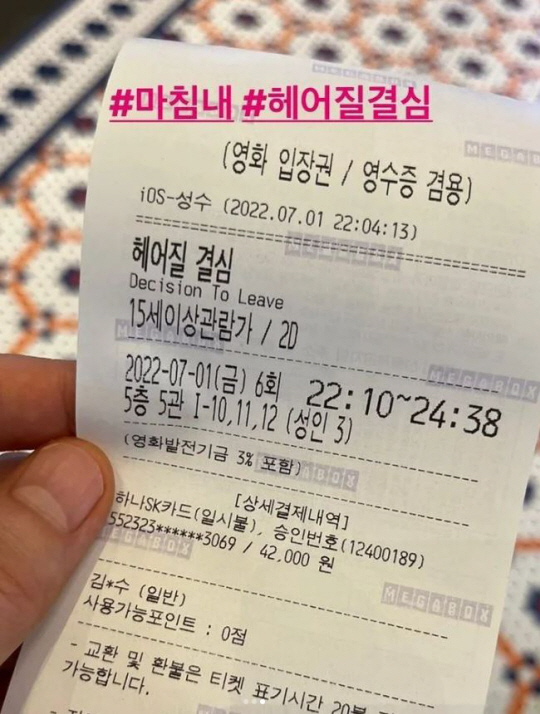 #마침내 #헤어질결심
MEGABOX
(영화 입장권 / 영수증 겸용)
iOS-성수 (2022.07.01 22:04:13)
헤어질 결심
Decision To Leave
15세이상관람가 / 2D
MEGABOX
2022-07-01(금) 6회 22:10~24:38
5층 5관 I-10,11,12 (성인 3)
(영화발전기금 3% 포함)
[상세결제내역]
하나SK카드(일시불), 승인번호(12400189)
552323******3069 / 42,000 원
MEGABOX
김*수 (일반)
사용가능포인트 : 0점
- 교환 및 환불은 티켓 표기시간 20분
가능합니다.